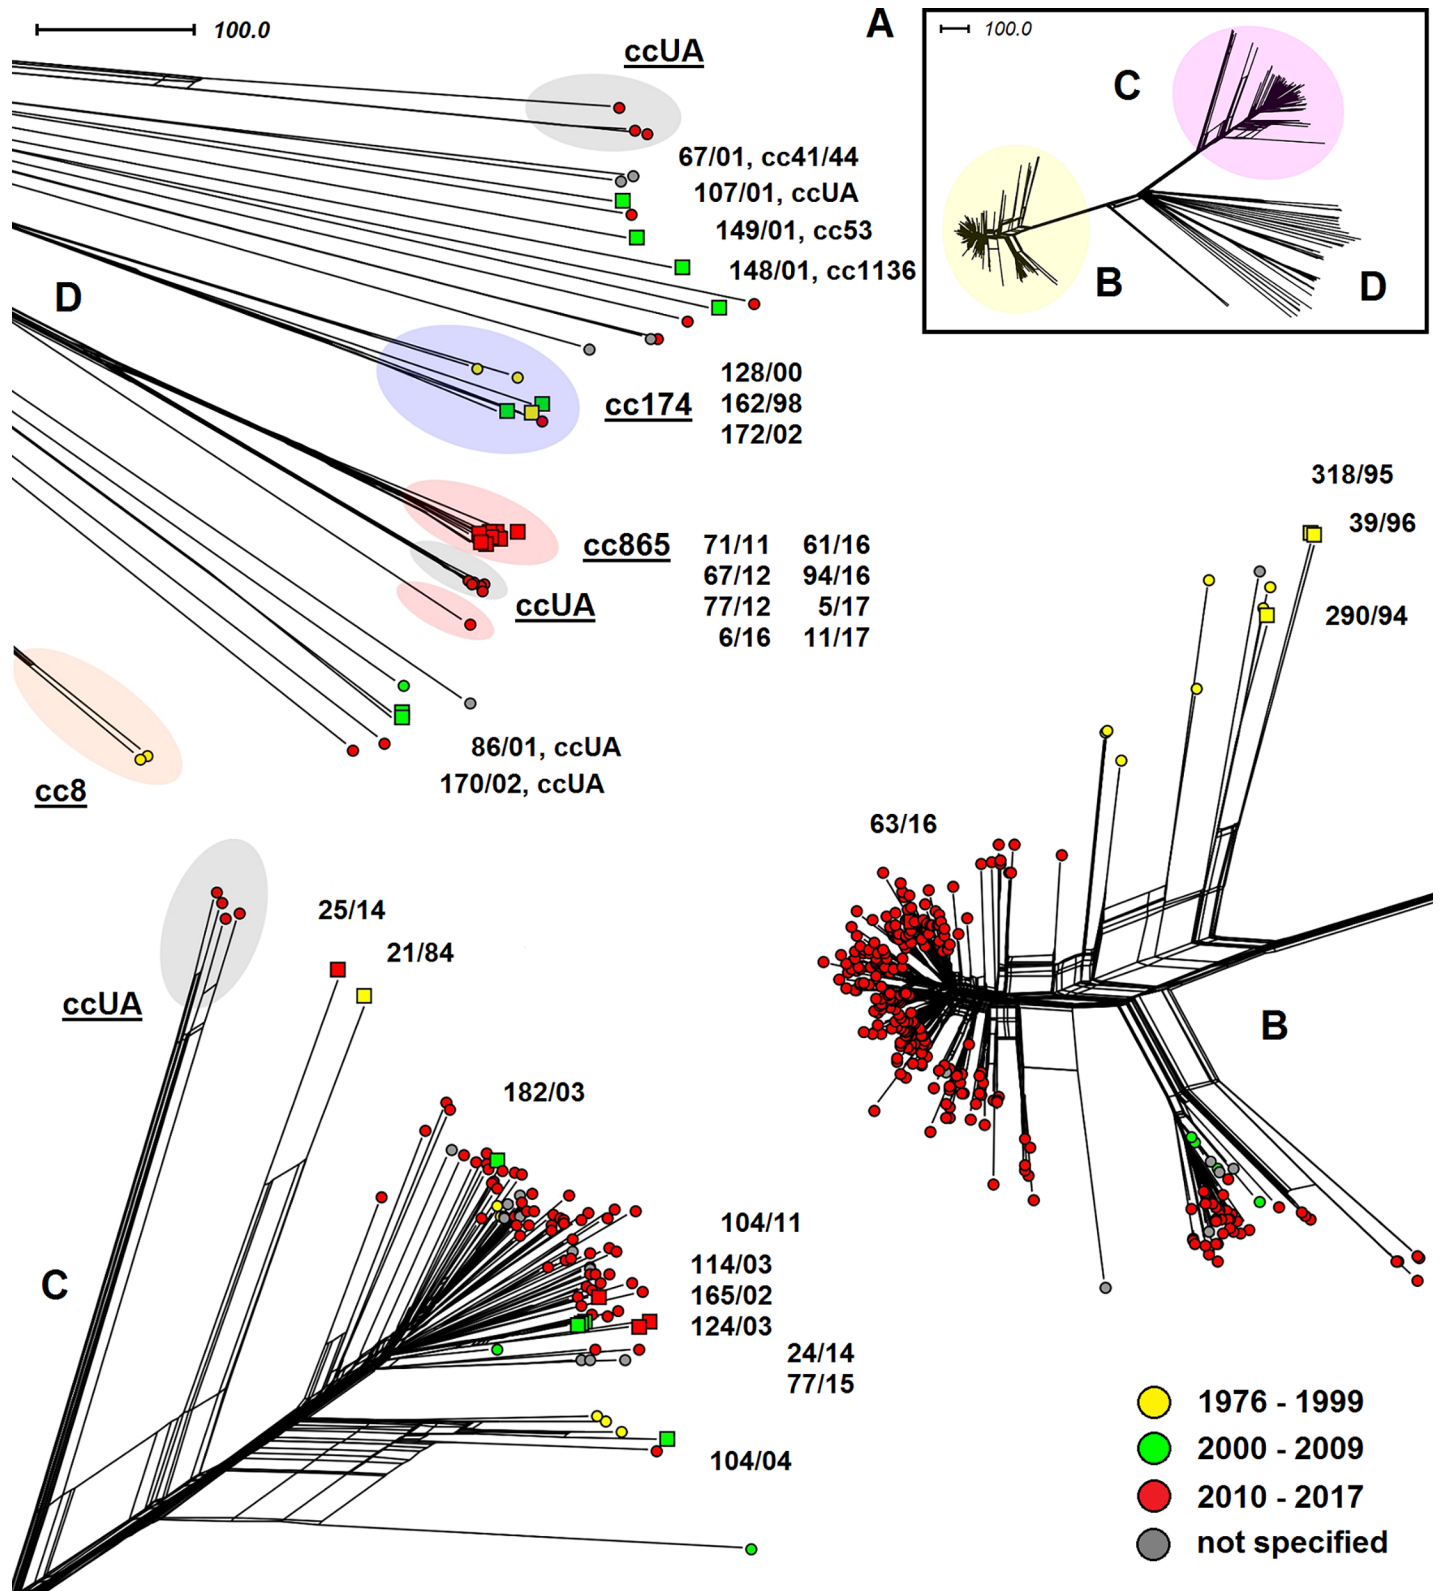 100.0
ccUA
A
100.0
C
B
D
67/01, cc41/44
107/01, ccUA
149/01, cc53
148/01, cc1136
D
128/00
cc174
162/98
172/02
cc865
71/11 61/16
67/12 94/16
77/12 5/17
6/16 11/17
ccUA
86/01, ccUA
170/02, ccUA
cc8
318/95
39/96
290/94
63/16
B
ccUA
25/14
21/84
182/03
C
104/11
114/03
165/02
124/03
24/14
77/15
104/04
1976 - 1999
2000 - 2009
2010 - 2017
not specified